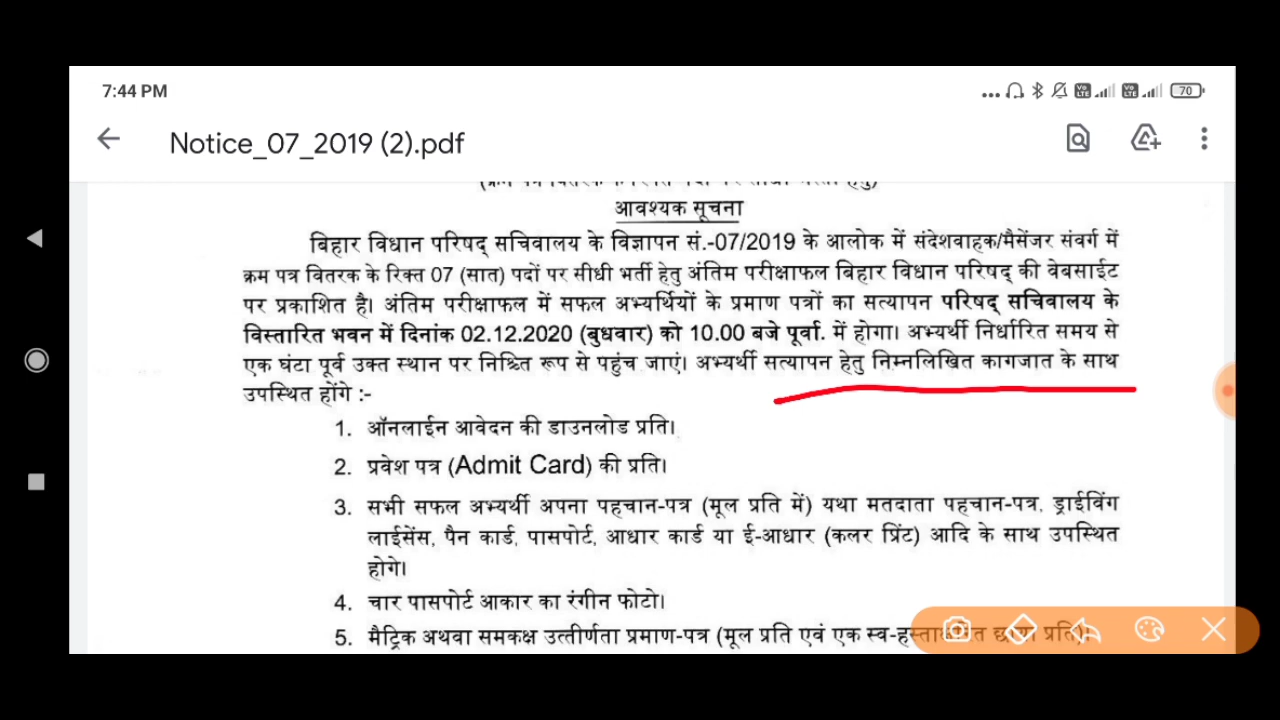 7:44 PM
70
Notice_07_2019 (2).pdf
आवश्यक सूचना
बिहार विधान परिषद् सचिवालय के विज्ञापन सं.-07/2019 के आलोक में संदेशवाहक/मैसेंजर संवर्ग में
क्रम पत्र वितरक के रिक्त 07 (सात) पदों पर सीधी भर्ती हेतु अंतिम परीक्षाफल बिहार विधान परिषद् की वेबसाईट
पर प्रकाशित है। अंतिम परीक्षाफल में सफल अभ्यर्थियों के प्रमाण पत्रों का सत्यापन परिषद् सचिवालय के
विस्तारित भवन में दिनांक 02.12.2020 (बुधवार) को 10.00 बजे पूर्वा. में होगा। अभ्यर्थी निर्धारित समय से
एक घंटा पूर्व उक्त स्थान पर निश्चित रूप से पहुंच जाएं। अभ्यर्थी सत्यापन हेतु निम्नलिखित कागजात के साथ
उपस्थित होंगे :-
1. ऑनलाईन आवेदन की डाउनलोड प्रति।
2. प्रवेश पत्र (Admit Card) की प्रति।
3. सभी सफल अभ्यर्थी अपना पहचान-पत्र (मूल प्रति में) यथा मतदाता पहचान-पत्र, ड्राईविंग
लाईसेंस, पैन कार्ड, पासपोर्ट, आधार कार्ड या ई-आधार (कलर प्रिंट) आदि के साथ उपस्थित
होगे।
4. चार पासपोर्ट आकार का रंगीन फोटो।
5. मैट्रिक अथवा समकक्ष उत्तीर्णता प्रमाण-पत्र (मूल प्रति एवं एक स्व-हस्ताक्षरित छाया प्रति)।